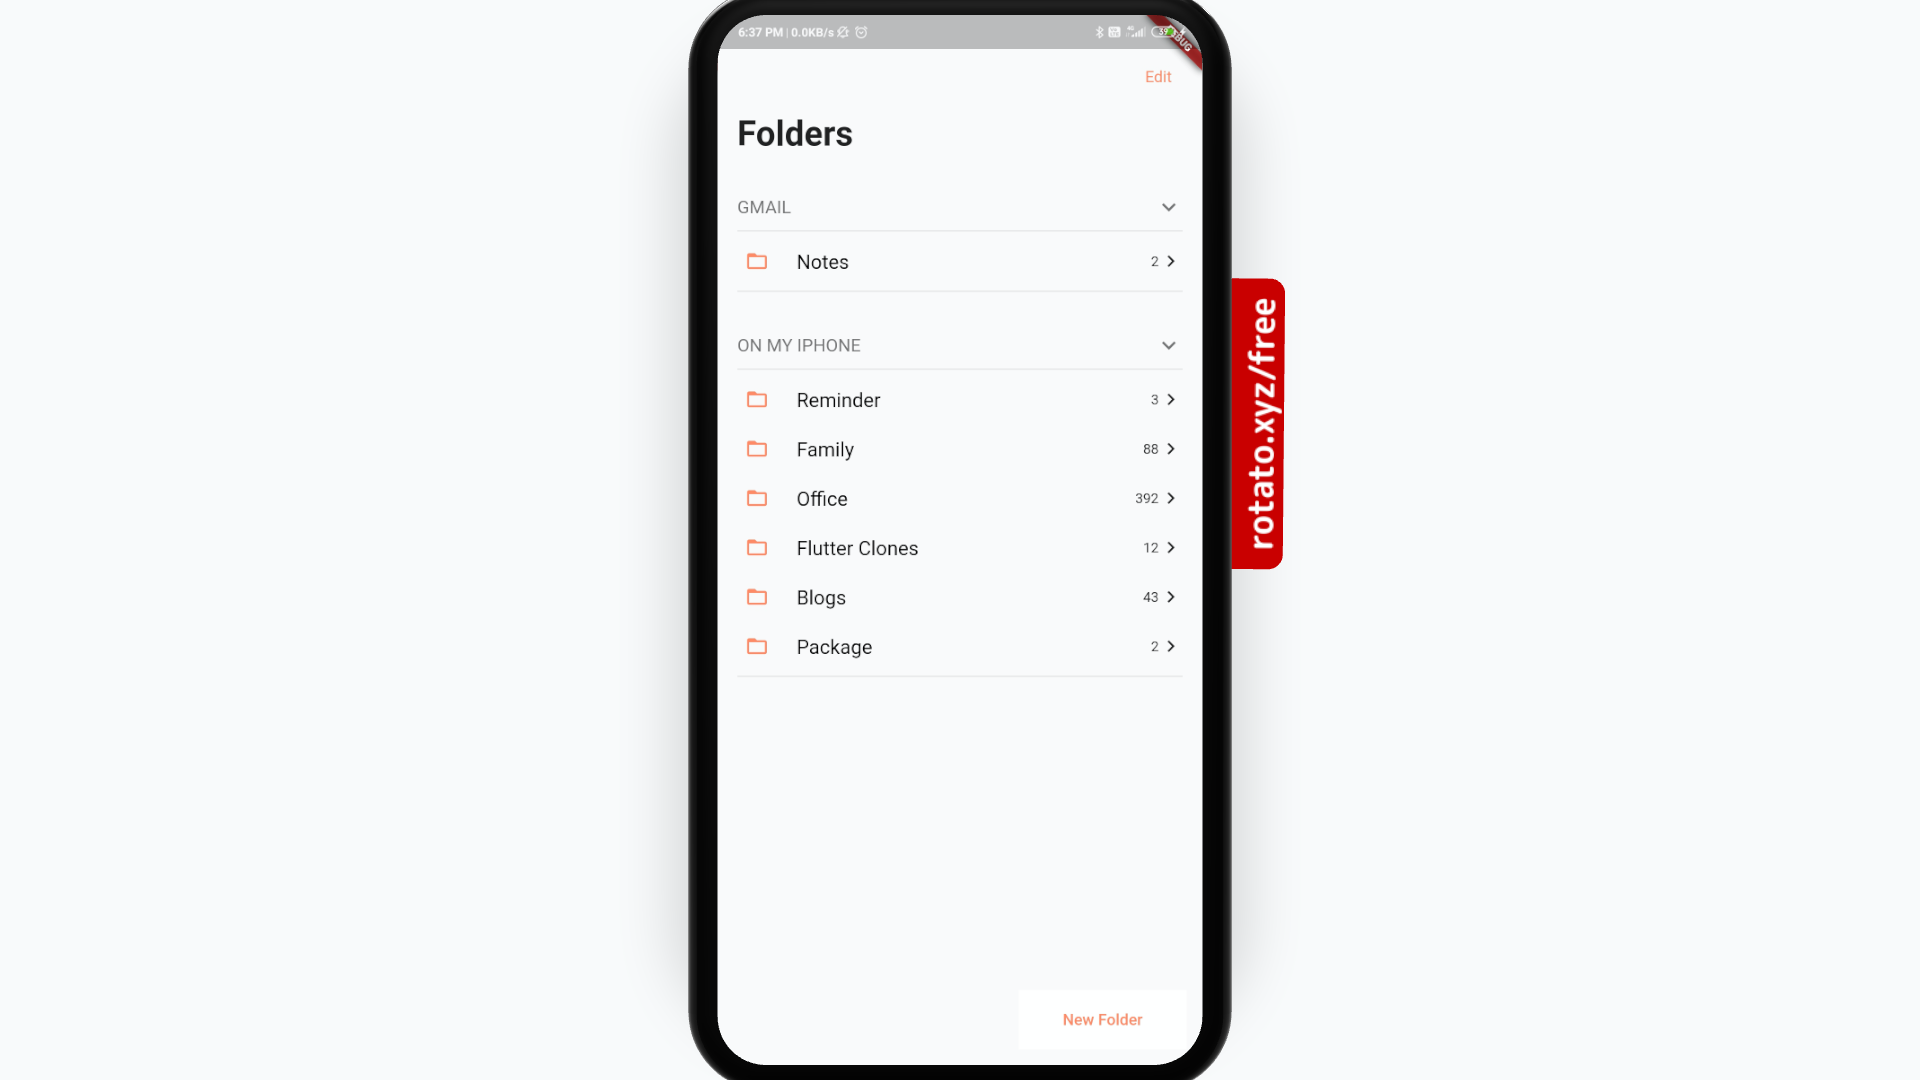 6:37 PM | 0.0KB/s
39
Edit
Folders
GMAIL
Notes 2
ON MY IPHONE
Reminder 3
Family 88
Office 392
Flutter Clones 12
Blogs 43
Package 2
New Folder
rotato.xyz/free